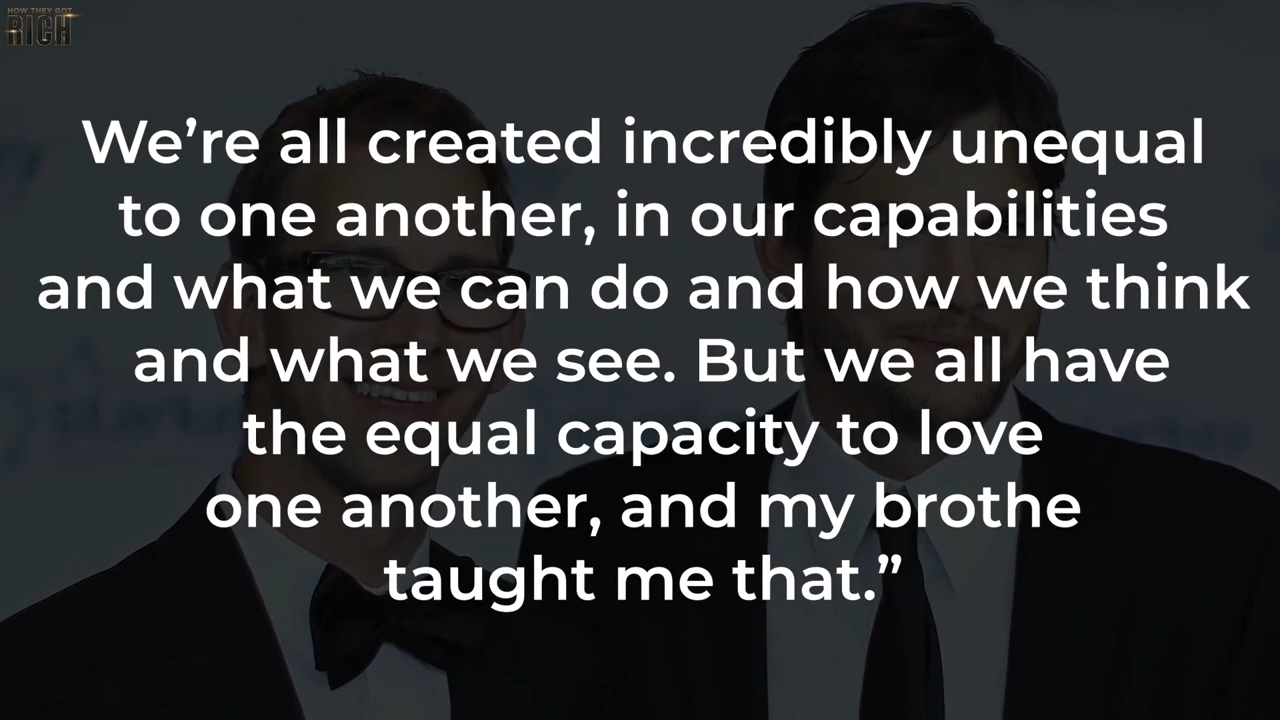 HOW THEY GOT
RICH
We’re all created incredibly unequal
to one another, in our capabilities
and what we can do and how we think
and what we see. But we all have
the equal capacity to love
one another, and my brothe
taught me that.”